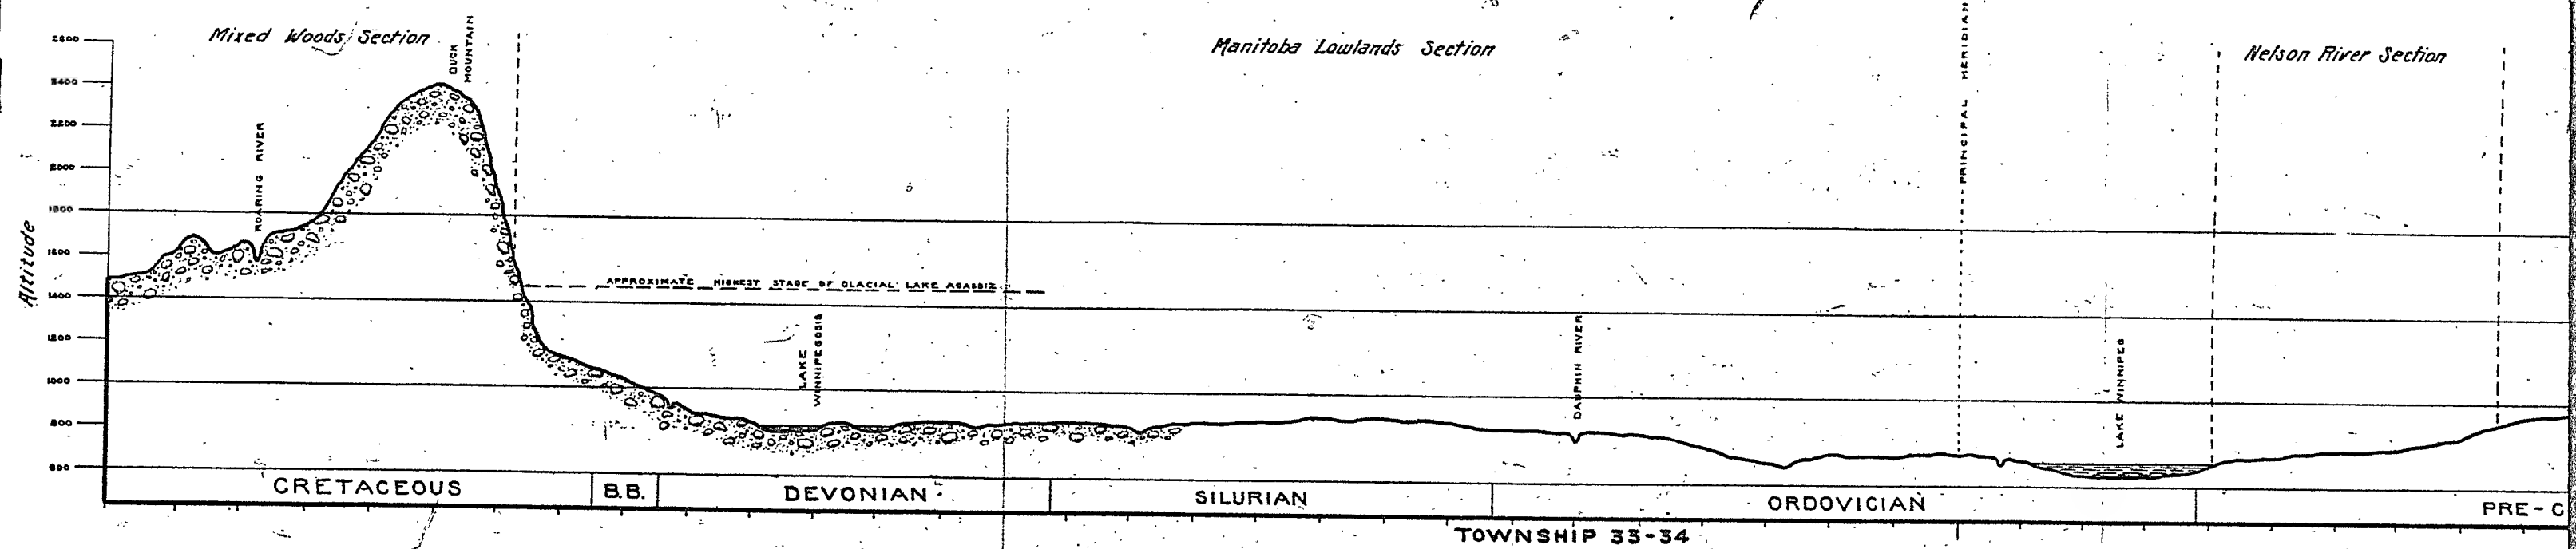 Mixed Woods Section
Manitoba Lowlands Section
Nelson River Section
DUCK
MOUNTAIN
ROARING RIVER
PRINCIPAL MERIDIAN
Altitude
2600
2400
2200
2000
1800
1600
1400
1200
1000
800
600
APPROXIMATE HIGHEST STAGE OF GLACIAL LAKE AGASSIZ
LAKE
WINNIPEGOSIS
DAUPHIN RIVER
LAKE WINNIPEG
CRETACEOUS
B.B.
DEVONIAN
SILURIAN
ORDOVICIAN
PRE-C
TOWNSHIP 33-34